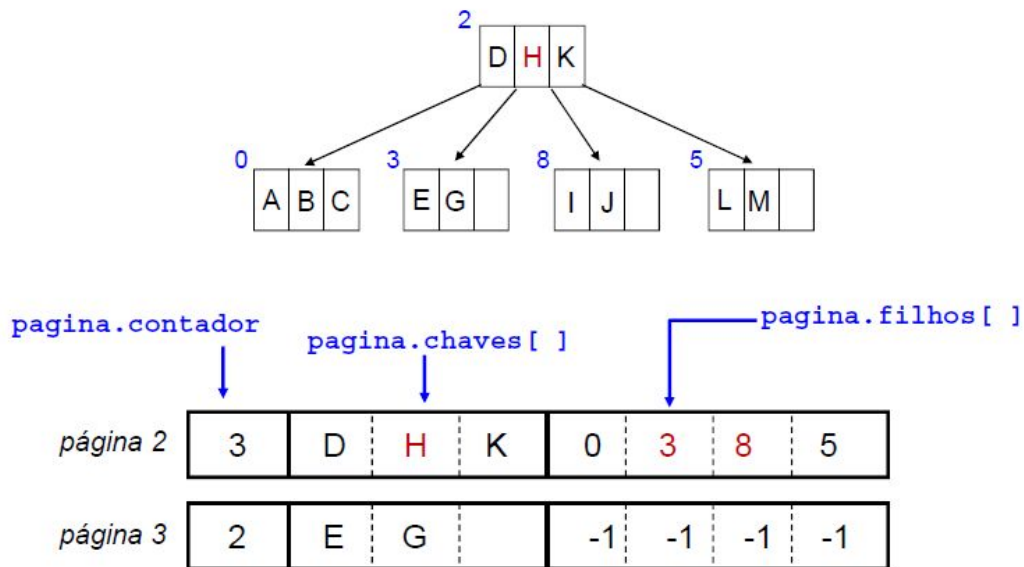 2
D H K
0 3 8 5
A B C E G I J L M
pagina.contador pagina.filhos[ ]
pagina.chaves[ ]
página 2 3 D H K 0 3 8 5
página 3 2 E G -1 -1 -1 -1